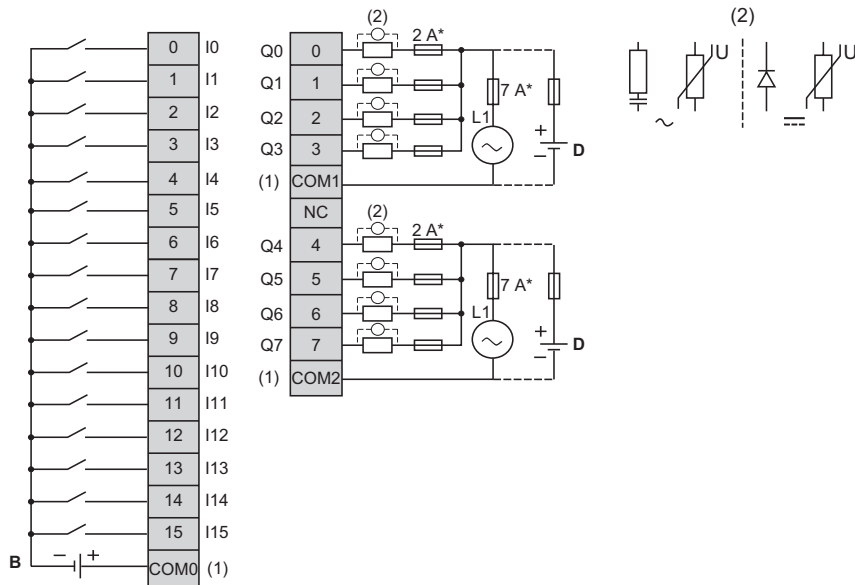 0 I0
1 I1
2 I2
3 I3
4 I4
5 I5
6 I6
7 I7
8 I8
9 I9
10 I10
11 I11
12 I12
13 I13
14 I14
15 I15
B − + COM0 (1)
(2)
Q0 0 2 A*
Q1 1
7 A*
Q2 2
L1
Q3 3
+
− D
(1) COM1
NC
(2)
Q4 4 2 A*
Q5 5
7 A*
Q6 6
L1
Q7 7
+
− D
(1) COM2
(2)
U U